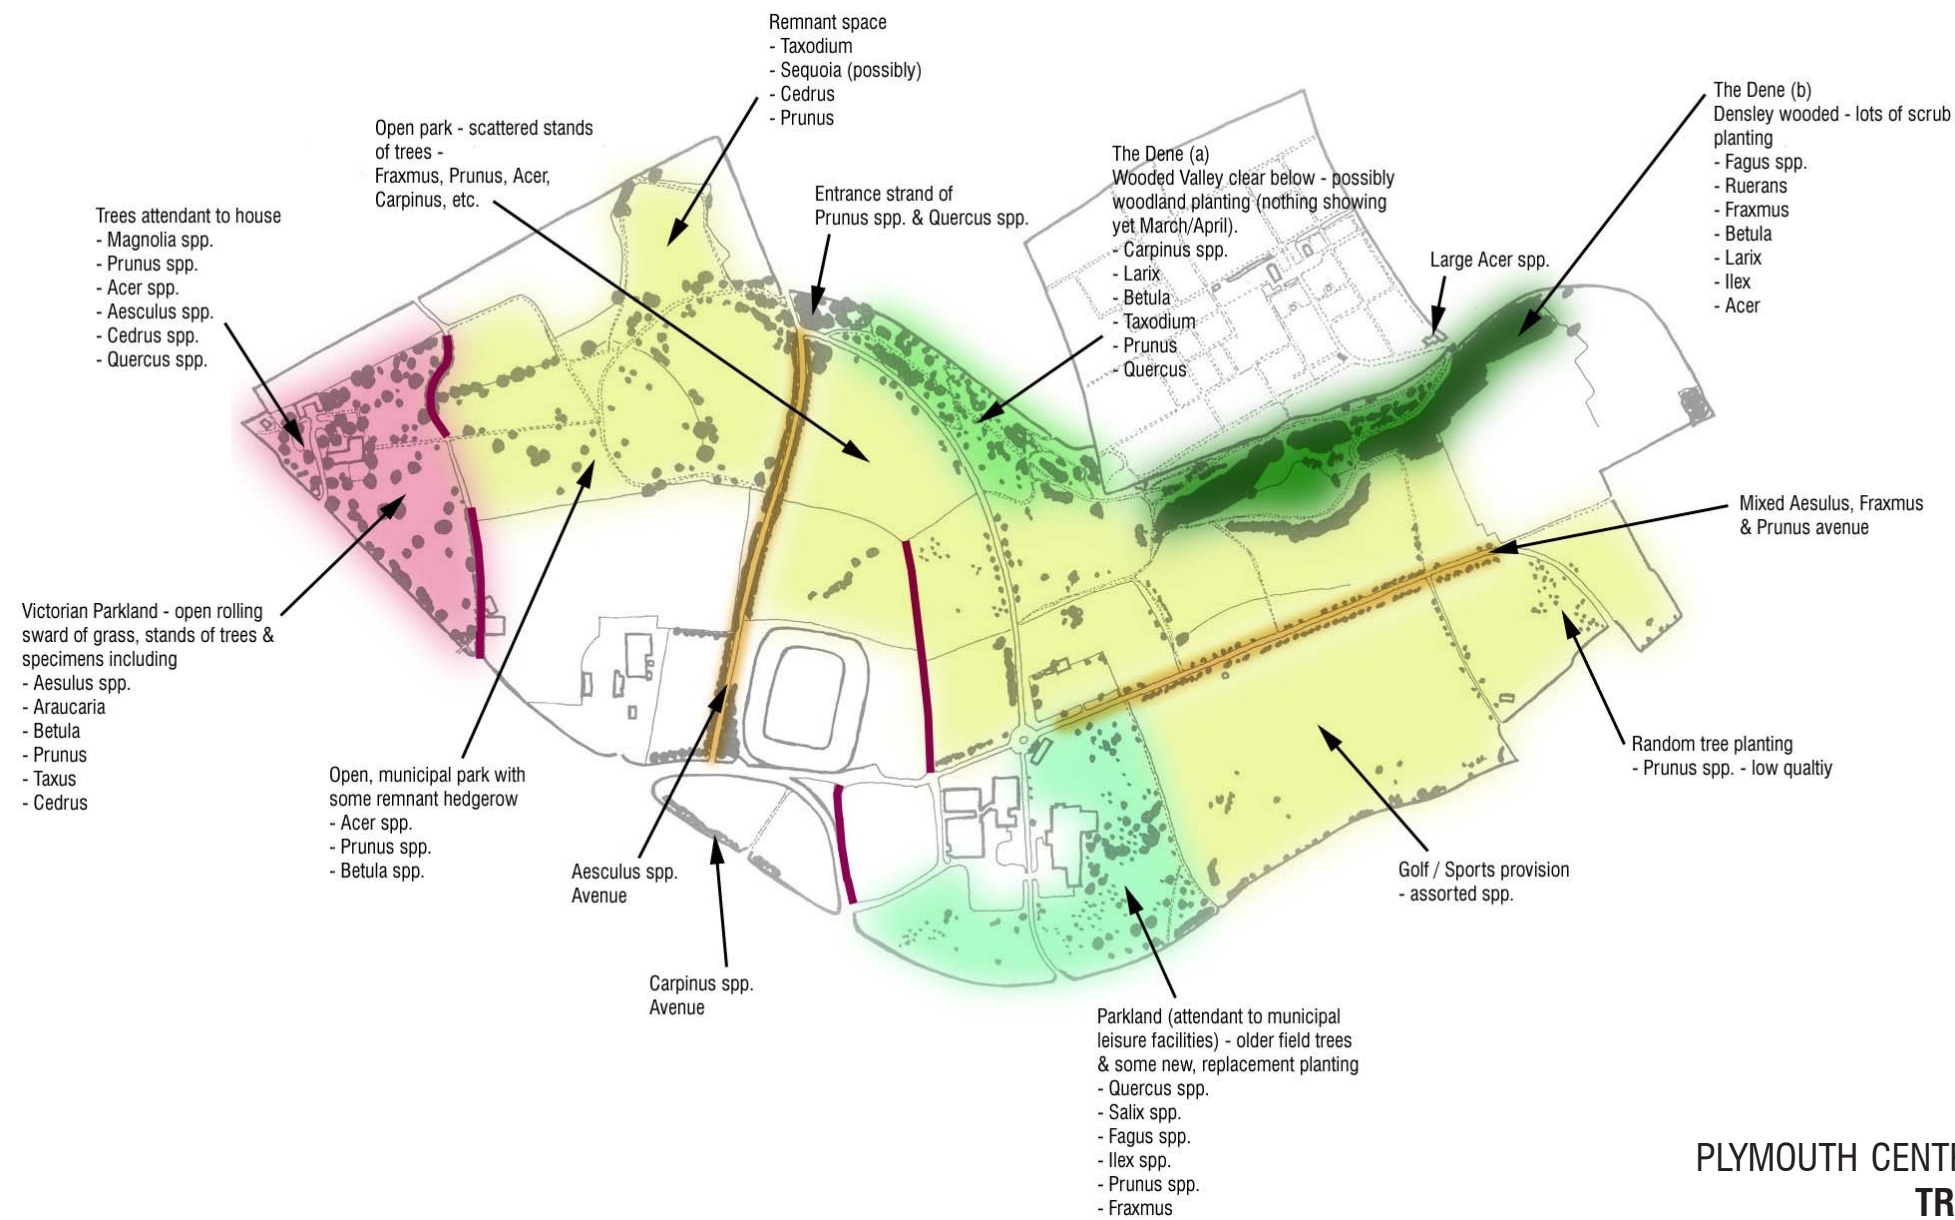 Remnant space
- Taxodium
- Sequoia (possibly)
- Cedrus
- Prunus
Open park - scattered stands
of trees -
Fraxmus, Prunus, Acer,
Carpinus, etc.
Entrance strand of
Prunus spp. & Quercus spp.
The Dene (a)
Wooded Valley clear below - possibly
woodland planting (nothing showing
yet March/April).
- Carpinus spp.
- Larix
- Betula
- Taxodium
- Prunus
- Quercus
The Dene (b)
Densley wooded - lots of scrub
planting
- Fagus spp.
- Ruerans
- Fraxmus
- Betula
- Larix
- Ilex
- Acer
Large Acer spp.
Trees attendant to house
- Magnolia spp.
- Prunus spp.
- Acer spp.
- Aesculus spp.
- Cedrus spp.
- Quercus spp.
Mixed Aesulus, Fraxmus
& Prunus avenue
Victorian Parkland - open rolling
sward of grass, stands of trees &
specimens including
- Aesulus spp.
- Araucaria
- Betula
- Prunus
- Taxus
- Cedrus
Open, municipal park with
some remnant hedgerow
- Acer spp.
- Prunus spp.
- Betula spp.
Aesculus spp.
Avenue
Carpinus spp.
Avenue
Random tree planting
- Prunus spp. - low qualtiy
Golf / Sports provision
- assorted spp.
Parkland (attendant to municipal
leisure facilities) - older field trees
& some new, replacement planting
- Quercus spp.
- Salix spp.
- Fagus spp.
- Ilex spp.
- Prunus spp.
- Fraxmus
PLYMOUTH CENT
TR